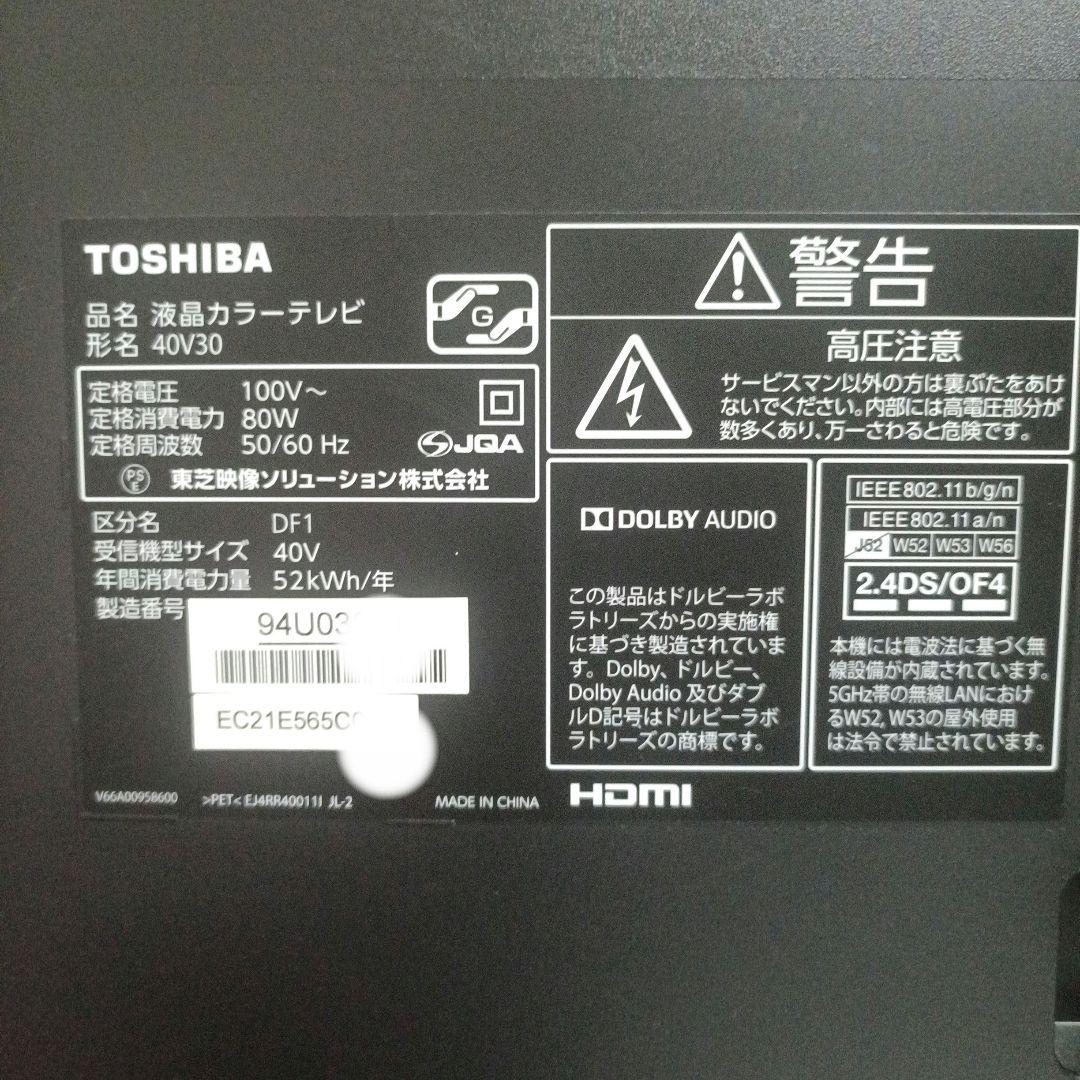 TOSHIBA
品名 液晶カラーテレビ
形名 40V30
G
定格電圧 100V～
定格消費電力 80W
定格周波数 50/60 Hz
JQA
PS
E
東芝映像ソリューション株式会社
区分名 DF1
受信機型サイズ 40V
年間消費電力量 52kWh/年
製造番号
94U03
EC21E565C
V66A00958600 >PET< EJ4RR40011J JL-2 MADE IN CHINA
警告
高圧注意
サービスマン以外の方は裏ぶたをあけ
ないでください。内部には高電圧部分が
数多くあり、万一さわると危険です。
DOLBY AUDIO
この製品はドルビーラボ
ラトリーズからの実施権
に基づき製造されていま
す。Dolby、ドルビー、
Dolby Audio 及びダブ
ルD記号はドルビーラボ
ラトリーズの商標です。
HDMI
IEEE802.11b/g/n
IEEE802.11a/n
J52 W52 W53 W56
2.4DS/OF4
本機には電波法に基づく無
線設備が内蔵されています。
5GHz帯の無線LANにおけ
るW52, W53の屋外使用
は法令で禁止されています。